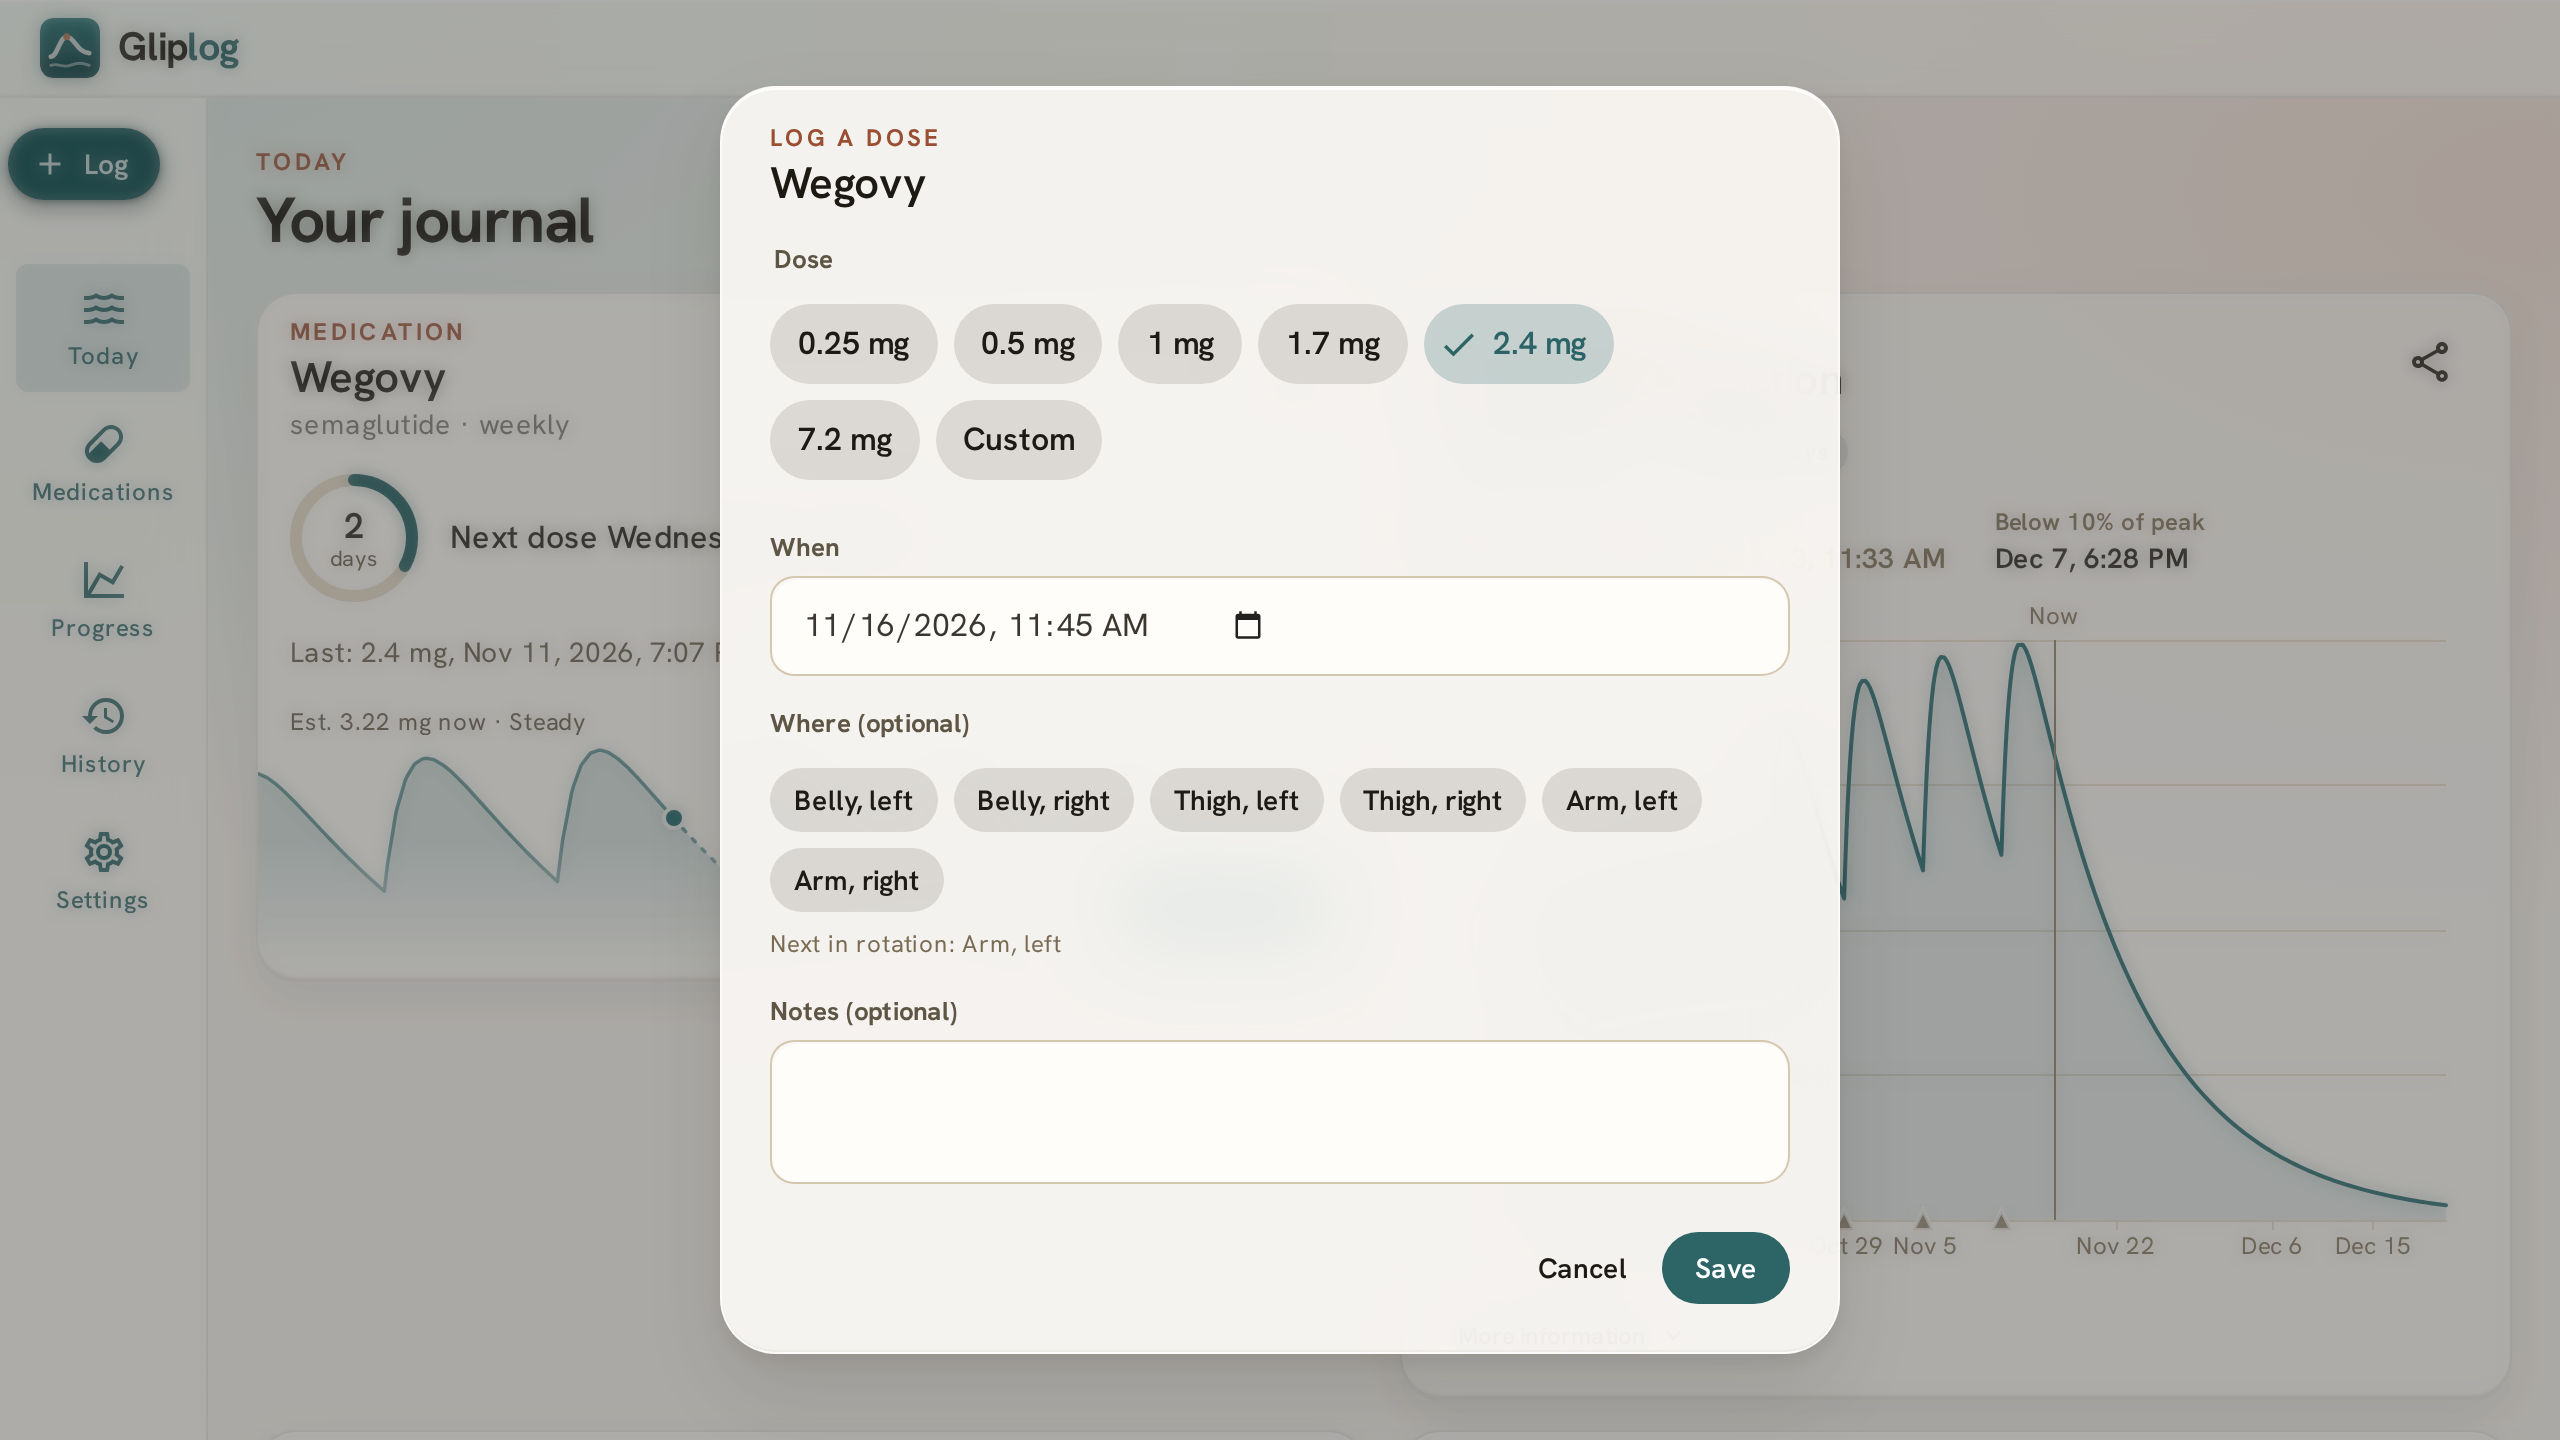 Gliplog
Log
Today
Medications
Progress
History
Settings
TODAY
Your journal
MEDICATION
Wegovy
semaglutide · weekly
2
days
Next dose Wednes
Last: 2.4 mg, Nov 11, 2026, 7:07
Est. 3.22 mg now · Steady
LOG A DOSE
Wegovy
Dose
0.25 mg
0.5 mg
1 mg
1.7 mg
2.4 mg
7.2 mg
Custom
When
11/16/2026, 11:45 AM
Where (optional)
Belly, left
Belly, right
Thigh, left
Thigh, right
Arm, left
Arm, right
Next in rotation: Arm, left
Notes (optional)
Cancel
Save
More information
Below 10% of peak
11:33 AM
Dec 7, 6:28 PM
Now
Oct 29
Nov 5
Nov 22
Dec 6
Dec 15